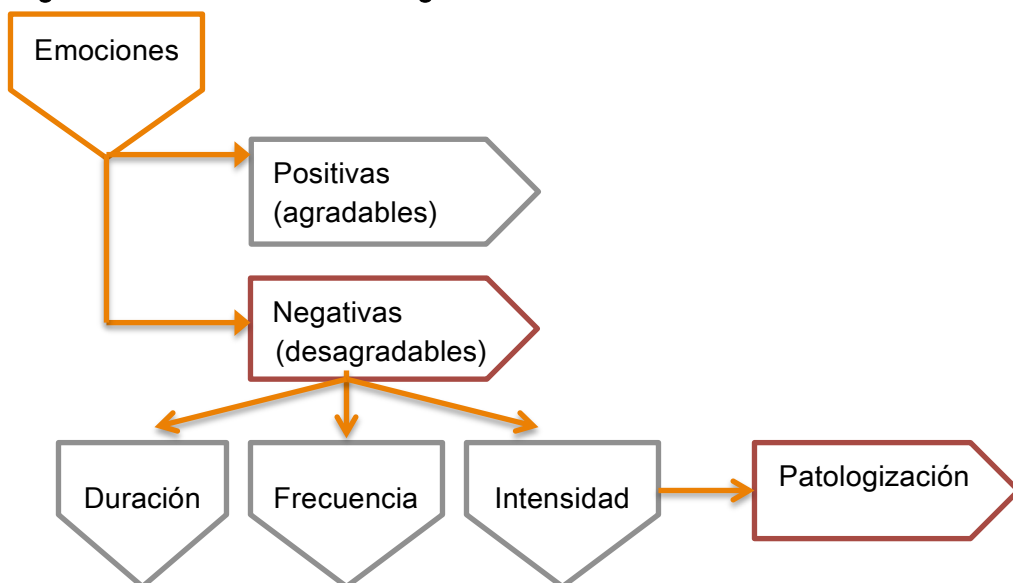 Emociones
Positivas
(agradables)
Negativas
(desagradables)
Duración
Frecuencia
Intensidad
Patologización